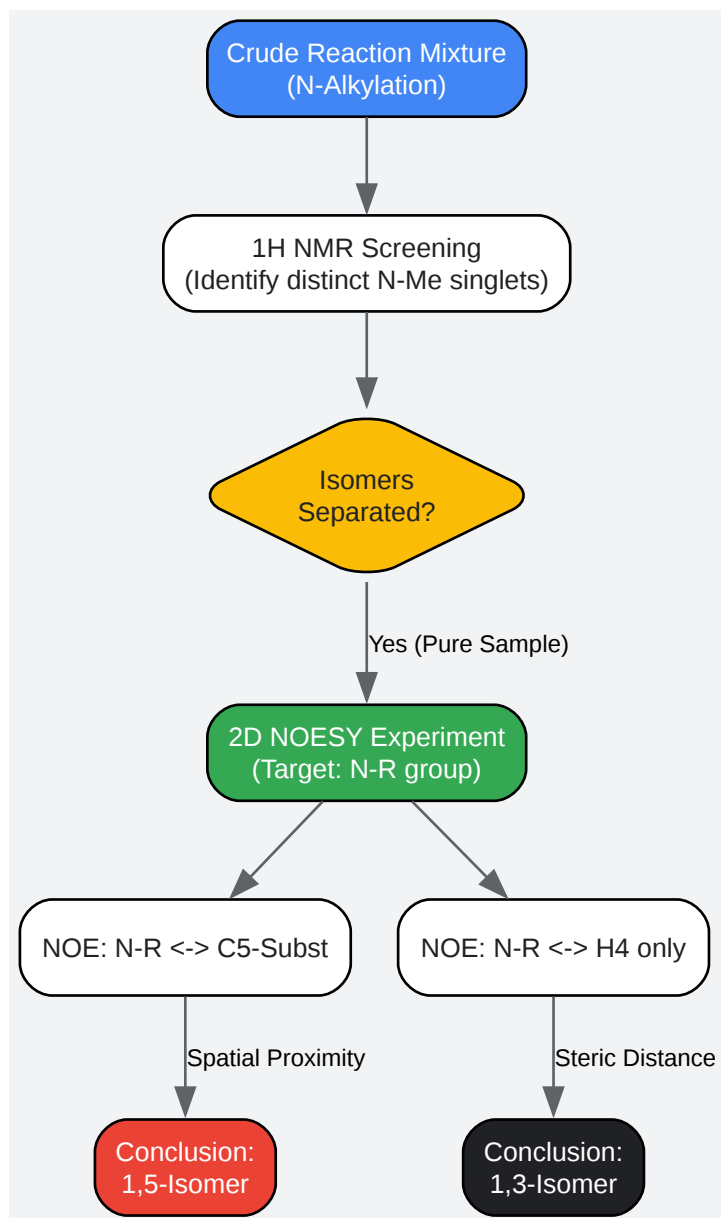 Crude Reaction Mixture
(N-Alkylation)
1H NMR Screening
(Identify distinct N-Me singlets)
Isomers
Separated?
Yes (Pure Sample)
2D NOESY Experiment
(Target: N-R group)
NOE: N-R <-> C5-Subst
NOE: N-R <-> H4 only
Spatial Proximity
Steric Distance
Conclusion:
1,5-Isomer
Conclusion:
1,3-Isomer